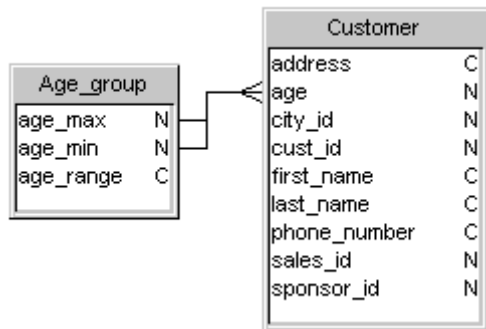 Age_group
age_max N
age_min N
age_range C
Customer
address C
age N
city_id N
cust_id N
first_name C
last_name C
phone_number C
sales_id N
sponsor_id N